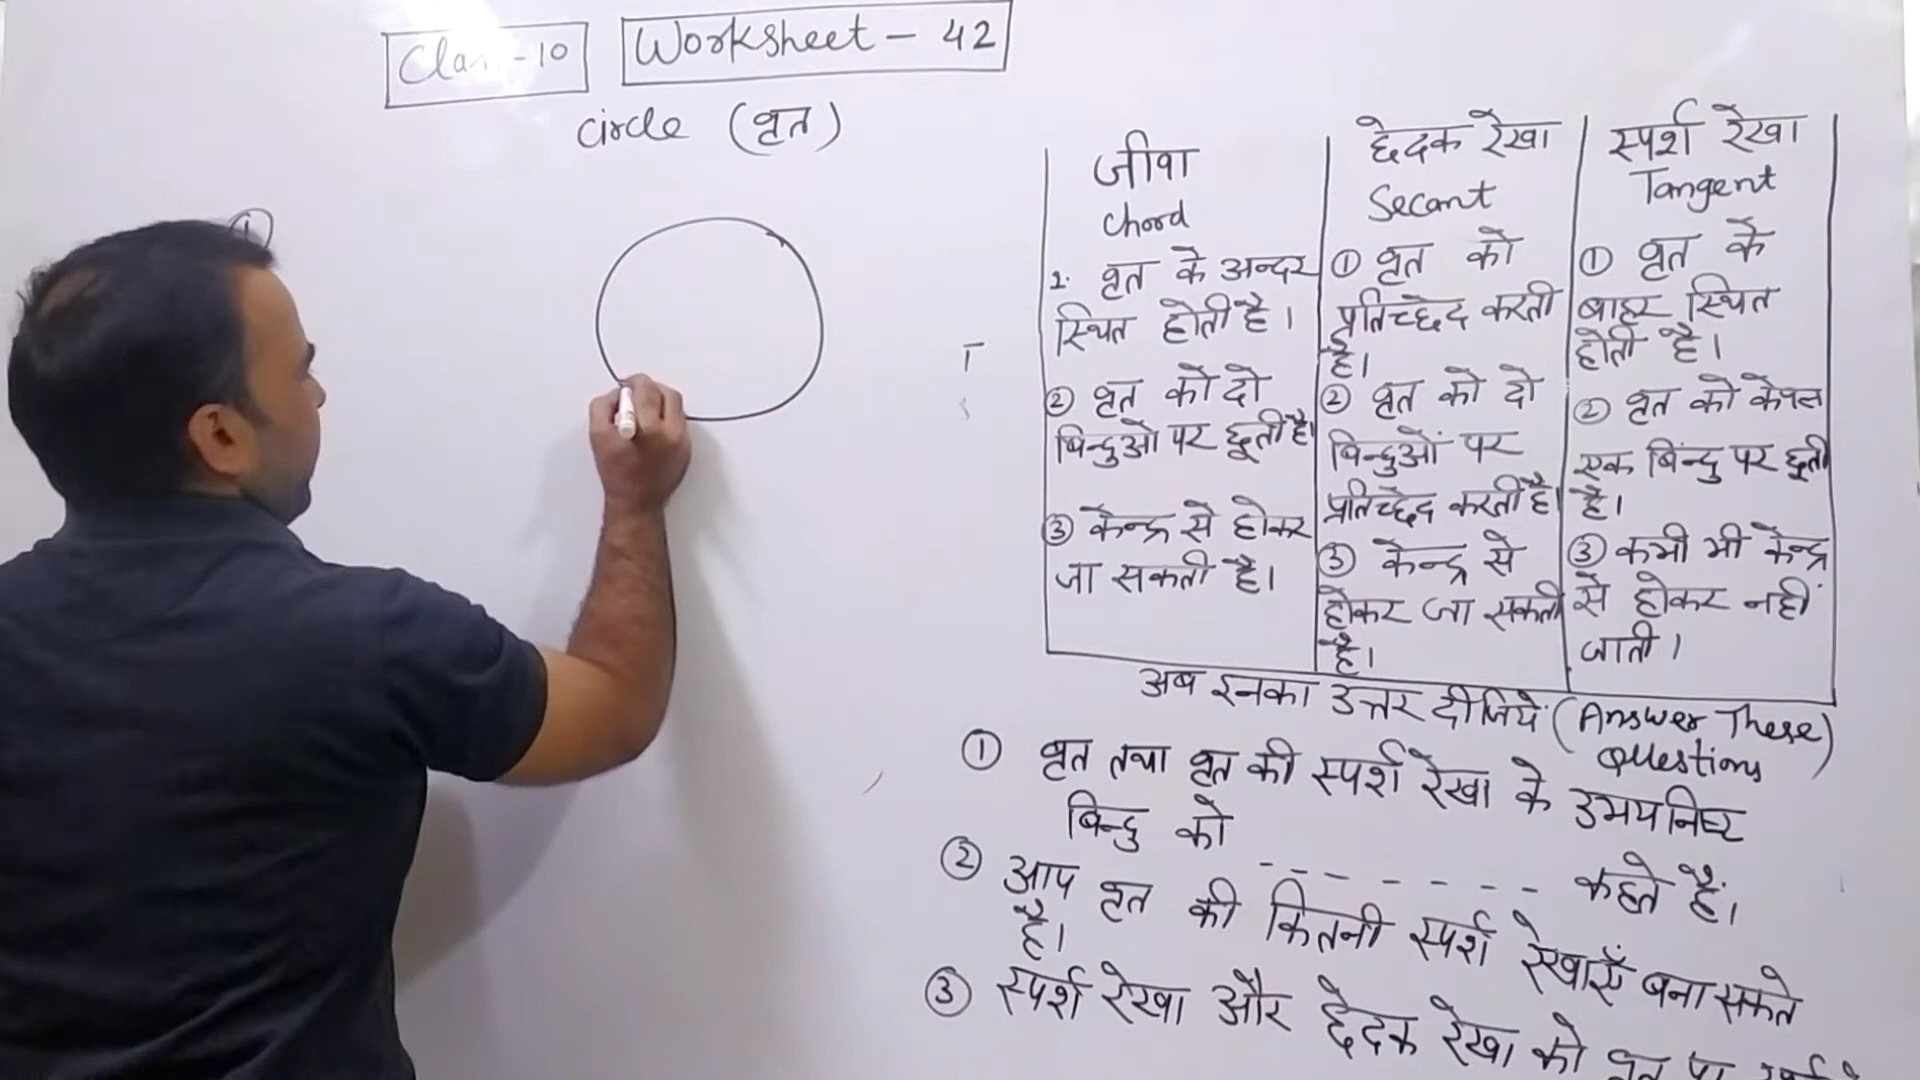 Class-10
Worksheet - 42
circle (वृत)
①
T
जीवा
chord
1. वृत के अन्दर
स्थित होती है।
② वृत को दो
बिन्दुओं पर छूती है
③ केन्द्र से होकर
जा सकती है।
छेदक रेखा
Secant
① वृत को
प्रतिच्छेद करती
है।
② वृत को दो
बिन्दुओं पर
प्रतिच्छेद करती है।
③ केन्द्र से
होकर जा सकती
है।
स्पर्श रेखा
Tangent
① वृत के
बाहर स्थित
होती है।
② वृत को केवल
एक बिंन्दु पर छूती
है।
③ कभी भी केन्द्र
से होकर नहीं
जाती।
अब इनका उत्तर दीजिये (Answer These)
Questions
① वृत तथा वृत की स्पर्श रेखा के उभयनिष्ट
बिन्दु को - - - - - - - कहते हैं।
② आप वृत की कितनी स्पर्श रेखाएँ बना सकते
है।
③ स्पर्श रेखा और छेदक रेखा को वृत